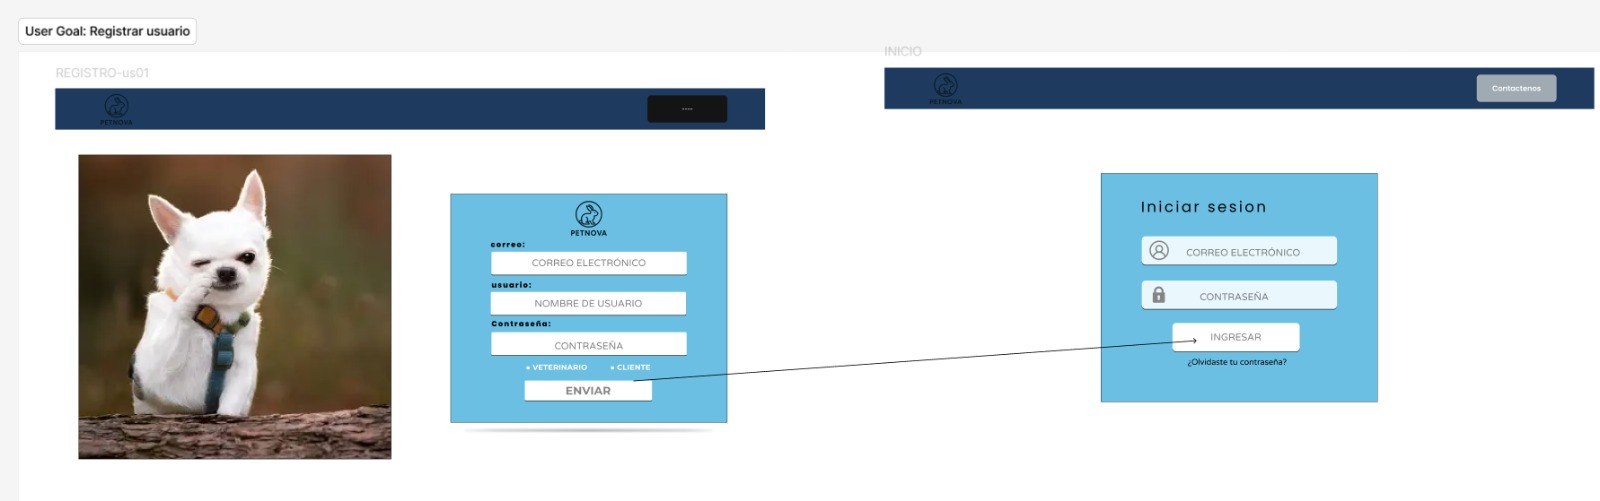 User Goal: Registrar usuario
REGISTRO-us01
PETNOVA
----
PETNOVA
correo:
CORREO ELECTRÓNICO
usuario:
NOMBRE DE USUARIO
Contraseña:
CONTRASEÑA
• VETERINARIO • CLIENTE
ENVIAR
INICIO
PETNOVA
Contactenos
Iniciar sesion
CORREO ELECTRÓNICO
CONTRASEÑA
INGRESAR
¿Olvidaste tu contraseña?